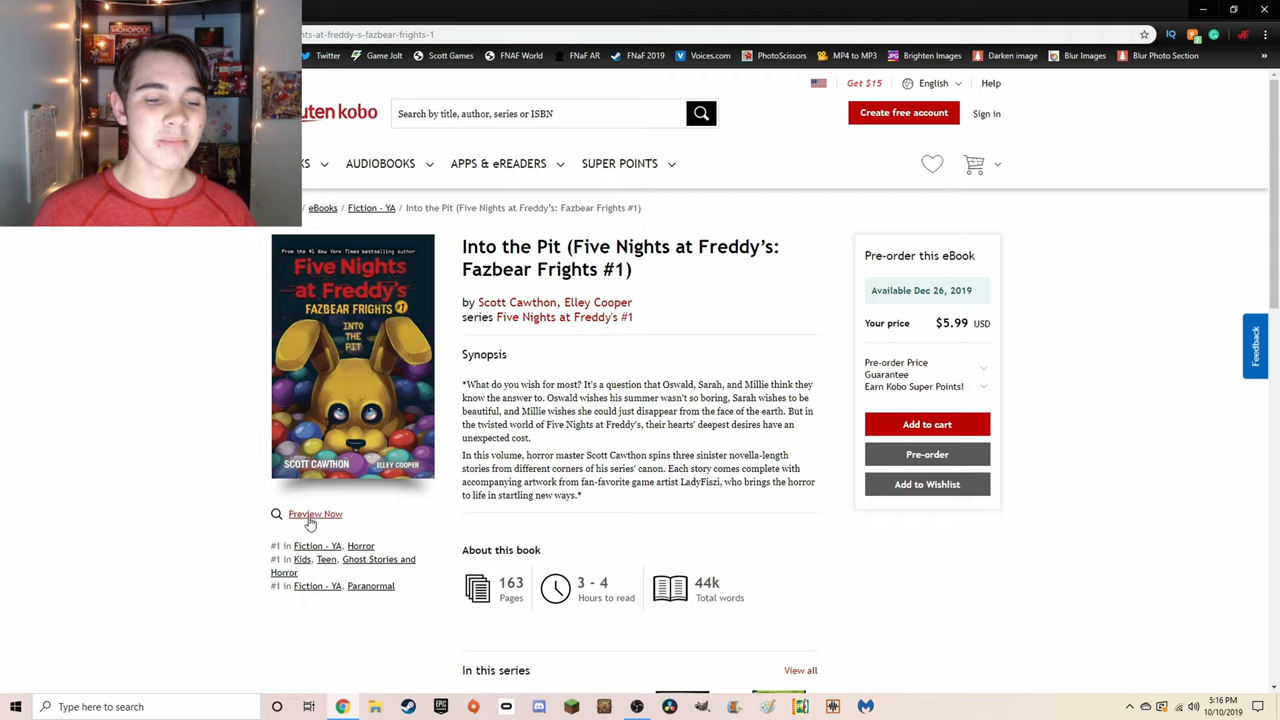 nts-at-freddy-s-fazbear-frights-1
Twitter
Game Jolt
Scott Games
FNAF World
FNaF AR
FNaF 2019
Voices.com
PhotoScissors
MP4 to MP3
Brighten Images
Darken image
Blur Images
Blur Photo Section
MONOPOLY
Get $15
English
Help
uten kobo
Search by title, author, series or ISBN
Create free account
Sign in
KS
AUDIOBOOKS
APPS & eREADERS
SUPER POINTS
eBooks
Fiction - YA
Into the Pit (Five Nights at Freddy's: Fazbear Frights #1)
From the #1 New York Times bestselling author
Five Nights
at Freddy's
FAZBEAR FRIGHTS #1
INTO
THE
PIT
SCOTT CAWTHON
ELLEY COOPER
Preview Now
#1 in Fiction - YA, Horror
#1 in Kids, Teen, Ghost Stories and
Horror
#1 in Fiction - YA, Paranormal
Into the Pit (Five Nights at Freddy's:
Fazbear Frights #1)
by Scott Cawthon, Elley Cooper
series Five Nights at Freddy's #1
Synopsis
*What do you wish for most? It's a question that Oswald, Sarah, and Millie think they
know the answer to. Oswald wishes his summer wasn't so boring, Sarah wishes to be
beautiful, and Millie wishes she could just disappear from the face of the earth. But in
the twisted world of Five Nights at Freddy's, their hearts' deepest desires have an
unexpected cost.
In this volume, horror master Scott Cawthon spins three sinister novella-length
stories from different corners of his series' canon. Each story comes complete with
accompanying artwork from fan-favorite game artist LadyFiszi, who brings the horror
to life in startling new ways.*
About this book
163
Pages
3 - 4
Hours to read
44k
Total words
In this series
View all
Pre-order this eBook
Available Dec 26, 2019
Your price $5.99 USD
Pre-order Price
Guarantee
Earn Kobo Super Points!
Add to cart
Pre-order
Add to Wishlist
Feedback
Type here to search
5:16 PM
10/10/2019